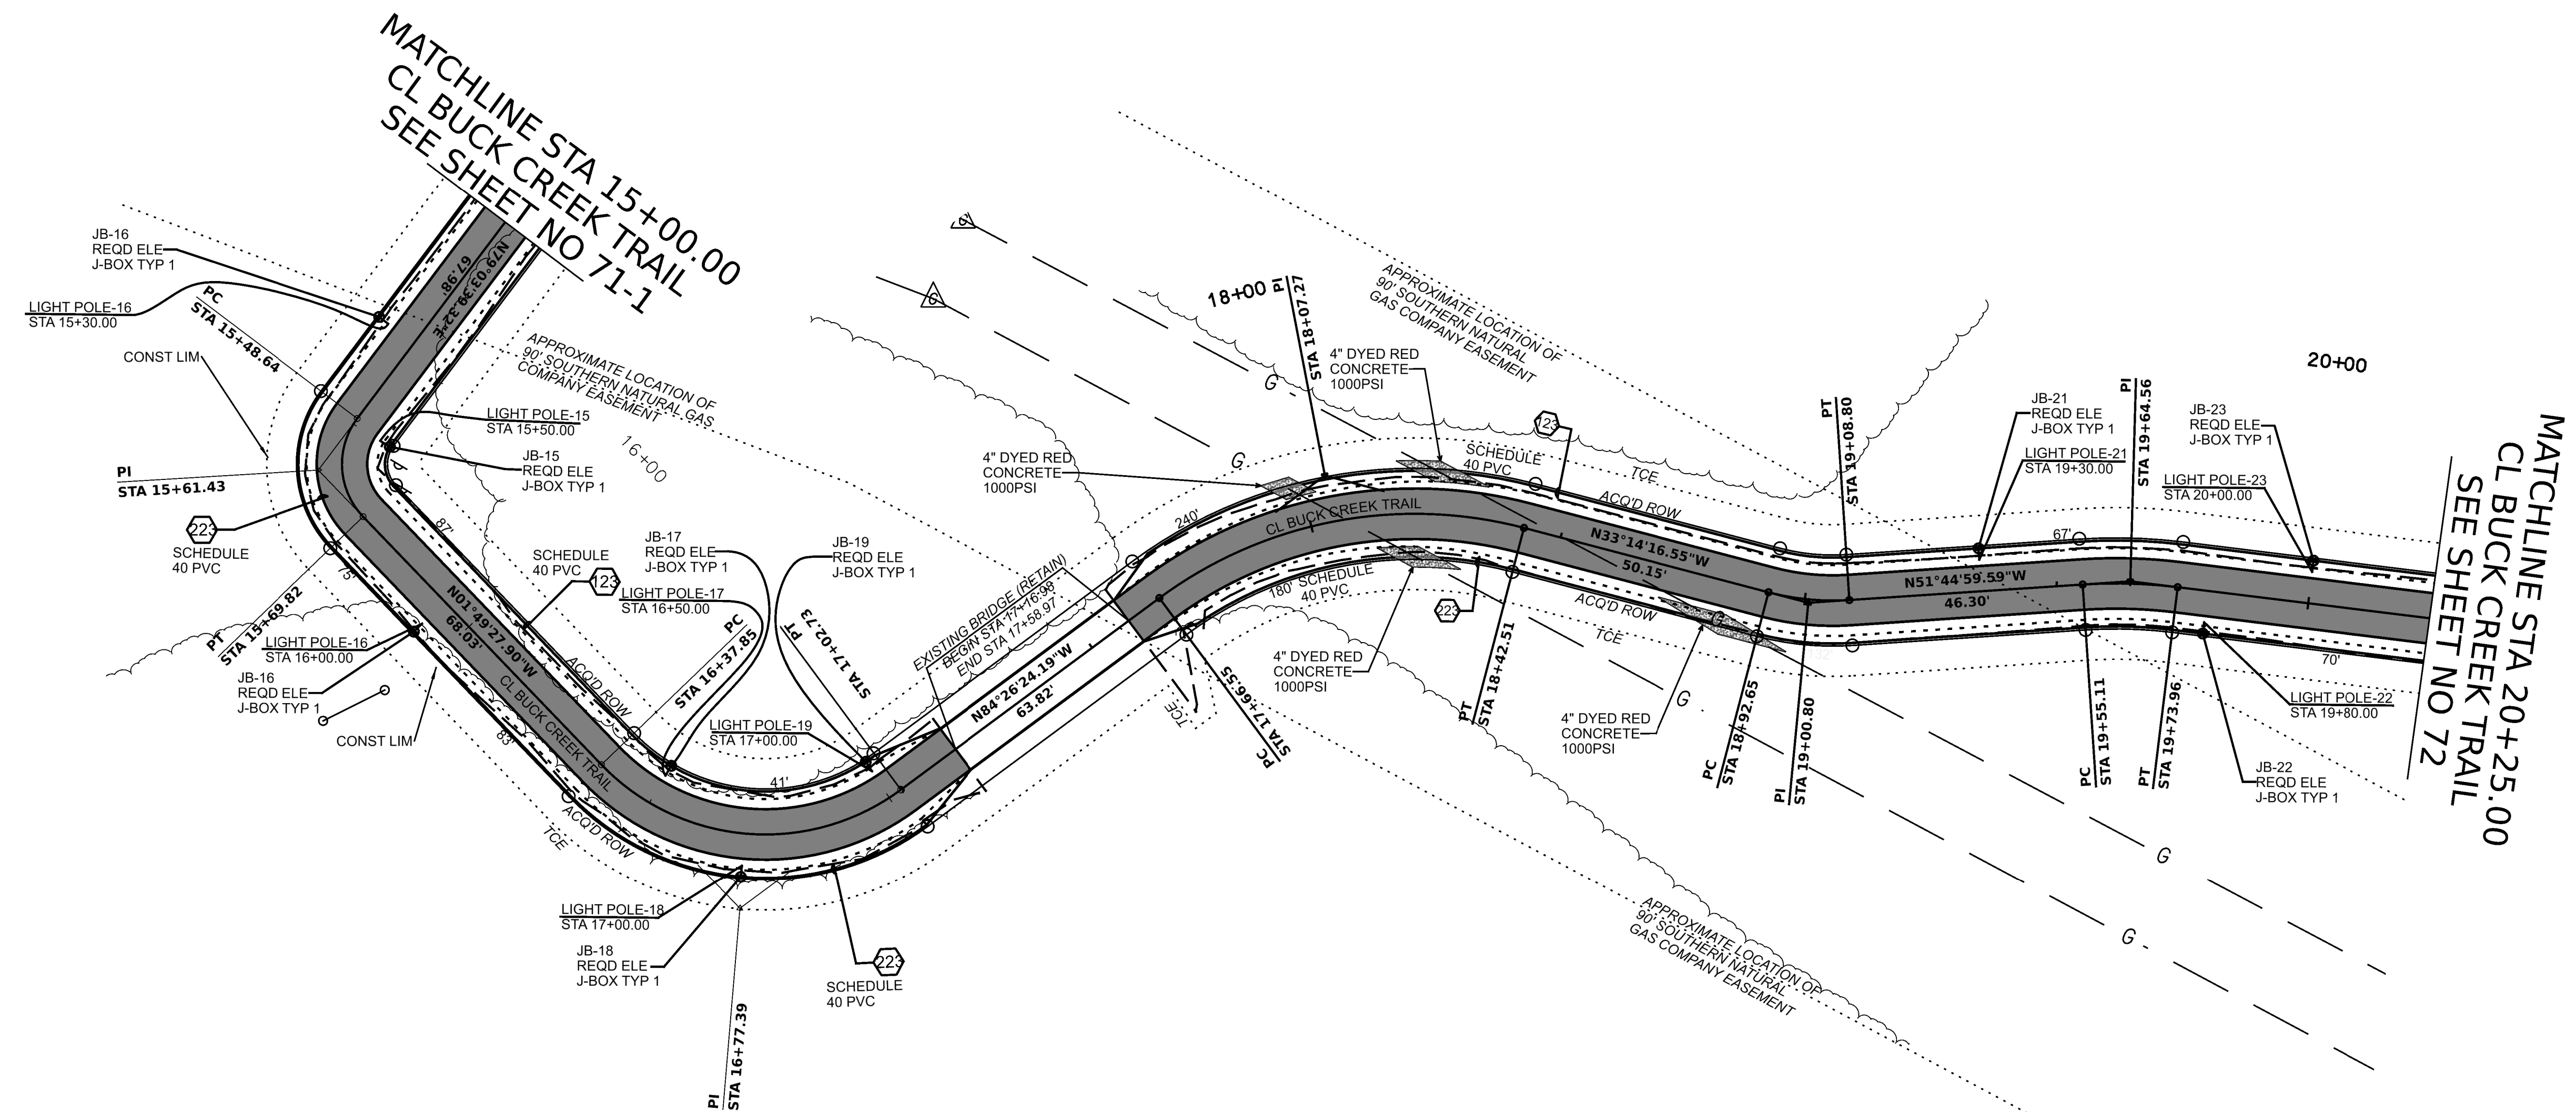 MATCHLINE STA 15+00.00
CL BUCK CREEK TRAIL
SEE SHEET NO 71-1
JB-16
REQD ELE
J-BOX TYP 1
LIGHT POLE-16
STA 15+30.00
PC
STA 15+48.64
CONST LIM
N79°03'39.32"E
67.98'
APPROXIMATE LOCATION OF
90' SOUTHERN NATURAL GAS
COMPANY EASEMENT
LIGHT POLE-15
STA 15+50.00
JB-15
REQD ELE
J-BOX TYP 1
16+00
PI
STA 15+61.43
223
SCHEDULE
40 PVC
87'
75'
PT
STA 15+69.82
SCHEDULE
40 PVC
123
N01°49'27.90"W
68.03'
LIGHT POLE-16
STA 16+00.00
JB-16
REQD ELE
J-BOX TYP 1
CONST LIM
83'
CL BUCK CREEK TRAIL
ACQ'D ROW
ACQ'D ROW
TCE
JB-17
REQD ELE
J-BOX TYP 1
LIGHT POLE-17
STA 16+50.00
PC
STA 16+37.85
JB-19
REQD ELE
J-BOX TYP 1
PT
STA 17+02.73
LIGHT POLE-19
STA 17+00.00
41'
LIGHT POLE-18
STA 17+00.00
JB-18
REQD ELE
J-BOX TYP 1
PI
STA 16+77.39
223
SCHEDULE
40 PVC
EXISTING BRIDGE (RETAIN)
BEGIN STA 17+16.98
END STA 17+58.97
N84°26'24.19"W
63.82'
TCE
PC
STA 17+66.55
G
G
G
G
240'
4" DYED RED
CONCRETE
1000PSI
18+00
PI
STA 18+07.27
4" DYED RED
CONCRETE
1000PSI
APPROXIMATE LOCATION OF
90' SOUTHERN NATURAL
GAS COMPANY EASEMENT
CL BUCK CREEK TRAIL
123
SCHEDULE
40 PVC
TCE
ACQ'D ROW
180' SCHEDULE
40 PVC
223
4" DYED RED
CONCRETE
1000PSI
PT
STA 18+42.51
N33°14'16.55"W
50.15'
ACQ'D ROW
TCE
4" DYED RED
CONCRETE
1000PSI
G
G
PC
STA 18+92.65
PI
STA 19+00.80
PT
STA 19+08.80
N51°44'59.59"W
46.30'
JB-21
REQD ELE
J-BOX TYP 1
LIGHT POLE-21
STA 19+30.00
67'
PI
STA 19+64.56
JB-23
REQD ELE
J-BOX TYP 1
LIGHT POLE-23
STA 20+00.00
20+00
PC
STA 19+55.11
PT
STA 19+73.96
70'
LIGHT POLE-22
STA 19+80.00
JB-22
REQD ELE
J-BOX TYP 1
G
G
APPROXIMATE LOCATION OF
90' SOUTHERN NATURAL
GAS COMPANY EASEMENT
MATCHLINE STA 20+25.00
CL BUCK CREEK TRAIL
SEE SHEET NO 72